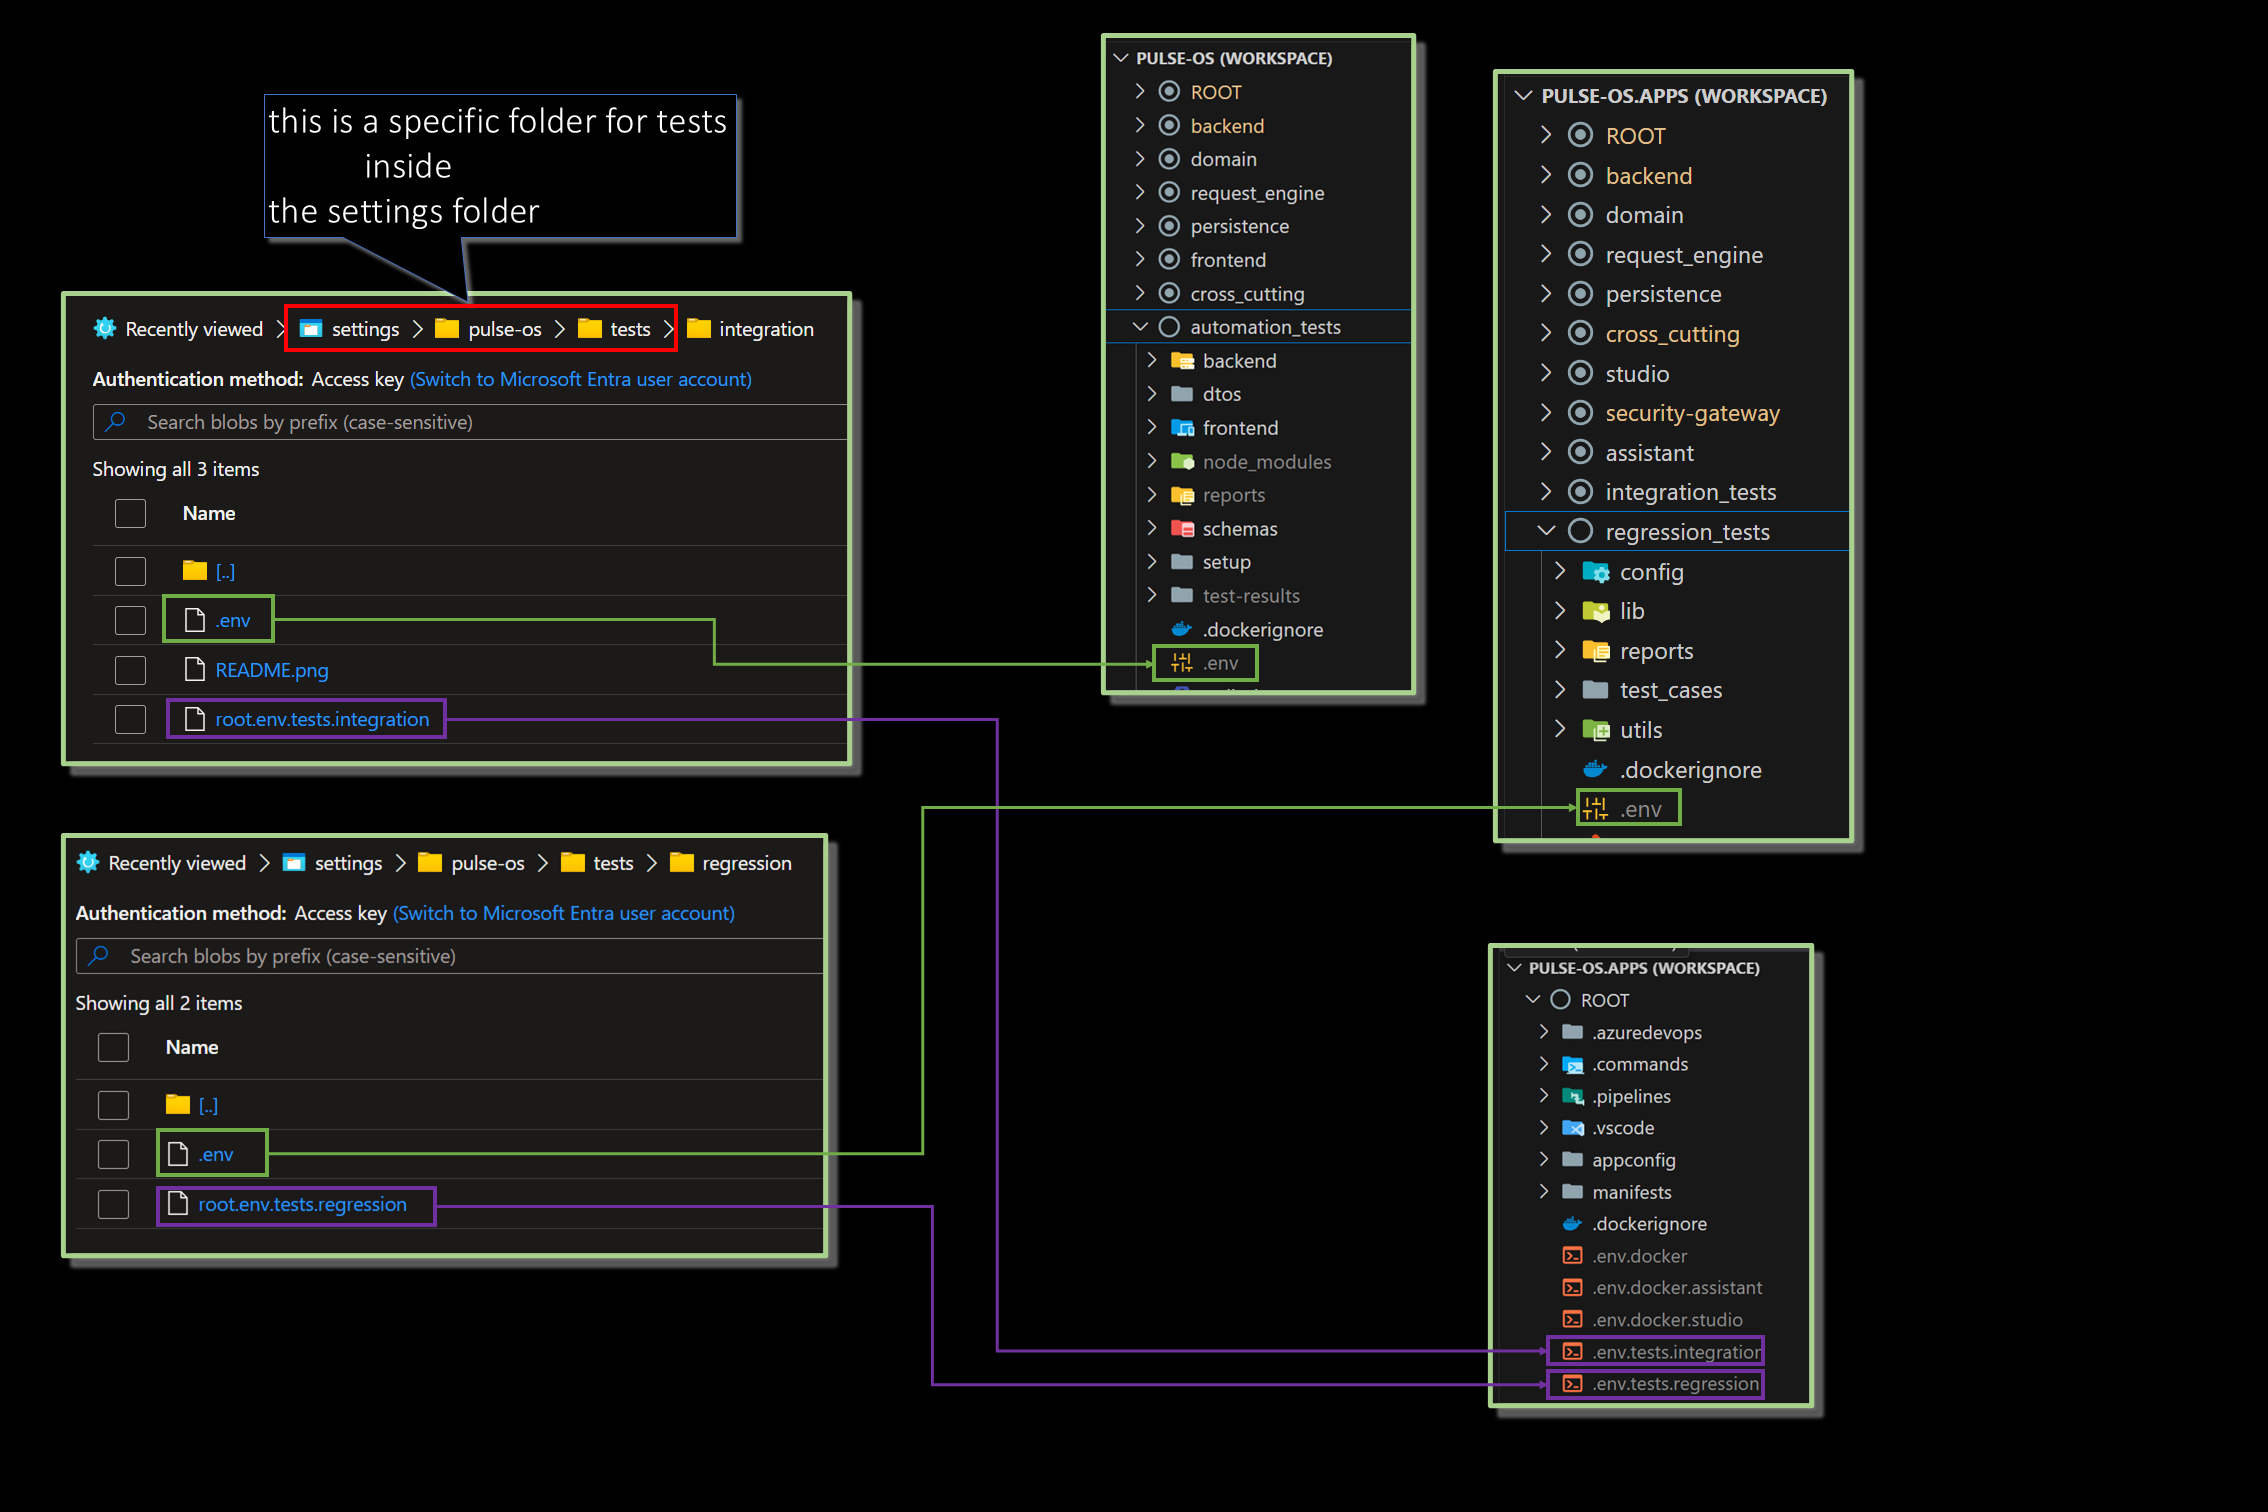 this is a specific folder for tests
inside
the settings folder
Recently viewed > settings > pulse-os > tests > integration
Authentication method: Access key (Switch to Microsoft Entra user account)
Search blobs by prefix (case-sensitive)
Showing all 3 items
Name
[..]
.env
README.png
root.env.tests.integration
Recently viewed > settings > pulse-os > tests > regression
Authentication method: Access key (Switch to Microsoft Entra user account)
Search blobs by prefix (case-sensitive)
Showing all 2 items
Name
[..]
.env
root.env.tests.regression
PULSE-OS (WORKSPACE)
ROOT
backend
domain
request_engine
persistence
frontend
cross_cutting
automation_tests
backend
dtos
frontend
node_modules
reports
schemas
setup
test-results
.dockerignore
.env
PULSE-OS.APPS (WORKSPACE)
ROOT
backend
domain
request_engine
persistence
cross_cutting
studio
security-gateway
assistant
integration_tests
regression_tests
config
lib
reports
test_cases
utils
.dockerignore
.env
PULSE-OS.APPS (WORKSPACE)
ROOT
.azuredevops
.commands
.pipelines
.vscode
appconfig
manifests
.dockerignore
.env.docker
.env.docker.assistant
.env.docker.studio
.env.tests.integration
.env.tests.regression